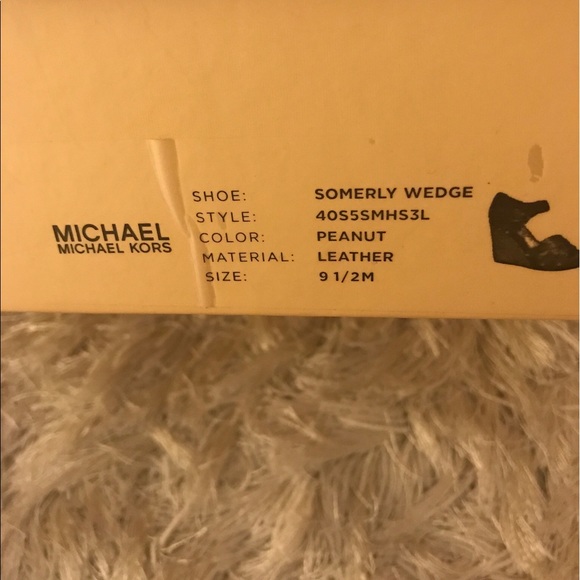 MICHAEL
MICHAEL KORS
SHOE: SOMERLY WEDGE
STYLE: 40S5SMHS3L
COLOR: PEANUT
MATERIAL: LEATHER
SIZE: 9 1/2M